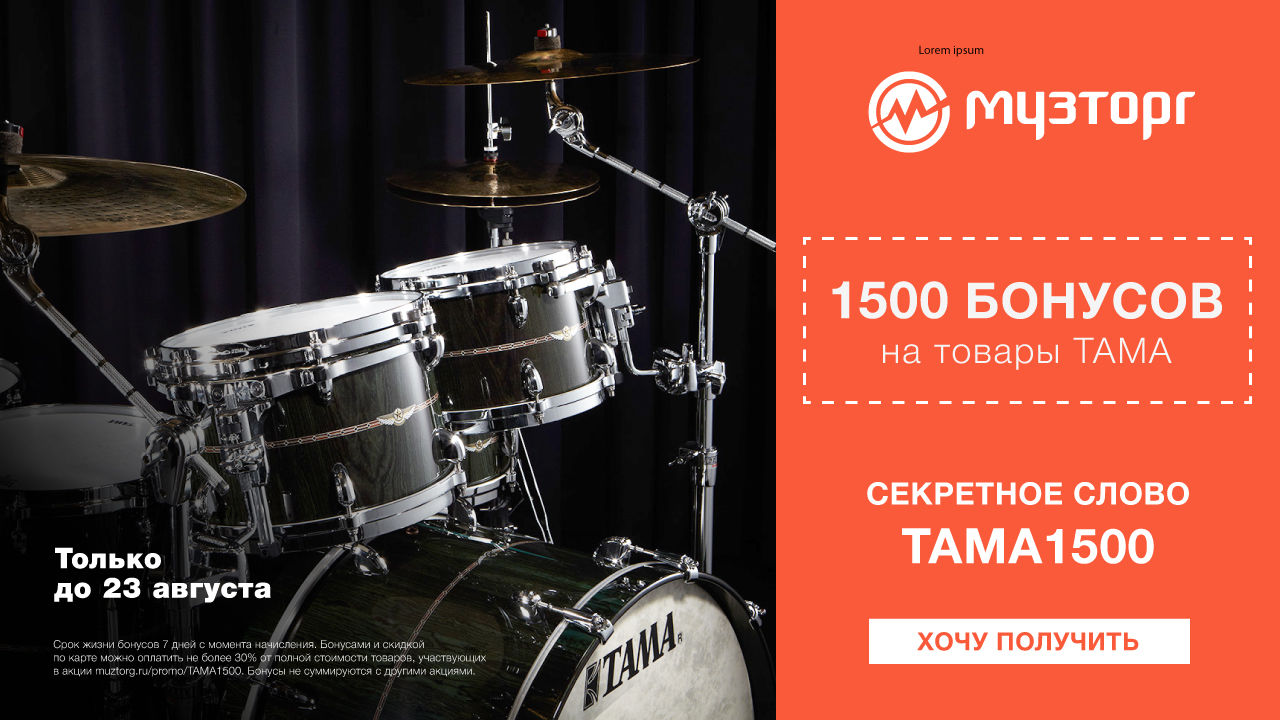 Lorem ipsum
музторг
1500 БОНУСОВ
на товары TAMA
СЕКРЕТНОЕ СЛОВО
TAMA1500
ХОЧУ ПОЛУЧИТЬ
Только
до 23 августа
Срок жизни бонусов 7 дней с момента начисления. Бонусами и скидкой
по карте можно оплатить не более 30% от полной стоимости товаров, участвующих
в акции muztorg.ru/promo/TAMA1500. Бонусы не суммируются с другими акциями.
TAMA®